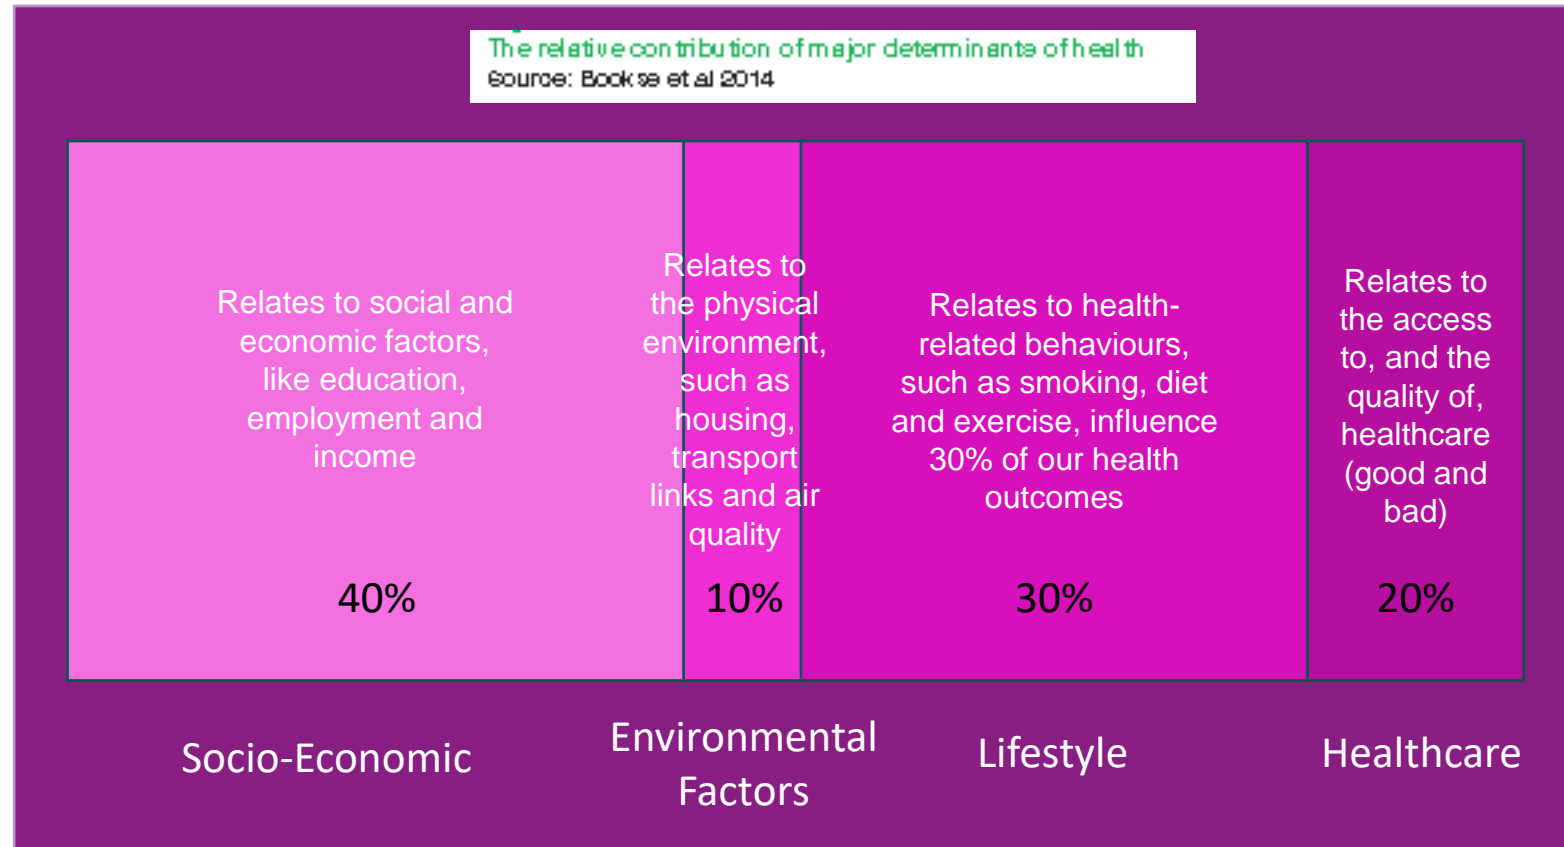 The relative contribution of major determinants of health
Source: Bookse et al 2014
Relates to social and
economic factors,
like education,
employment and
income
40%
Relates to
the physical
environment,
such as
housing,
transport
links and air
quality
10%
Relates to health-
related behaviours,
such as smoking, diet
and exercise, influence
30% of our health
outcomes
30%
Relates to
the access
to, and the
quality of,
healthcare
(good and
bad)
20%
Socio-Economic
Environmental
Factors
Lifestyle
Healthcare